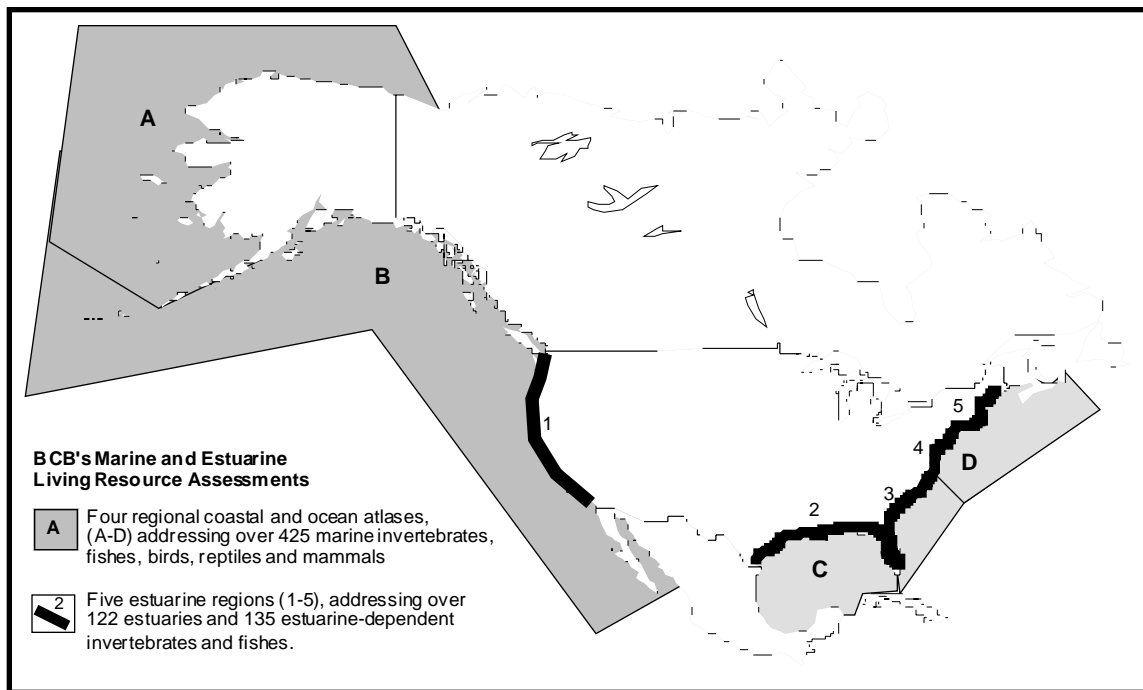 A
B
1
5
4
D
3
2
C
BCB's Marine and Estuarine
Living Resource Assessments
A
Four regional coastal and ocean atlases,
(A-D) addressing over 425 marine invertebrates,
fishes, birds, reptiles and mammals
2
Five estuarine regions (1-5), addressing over
122 estuaries and 135 estuarine-dependent
invertebrates and fishes.